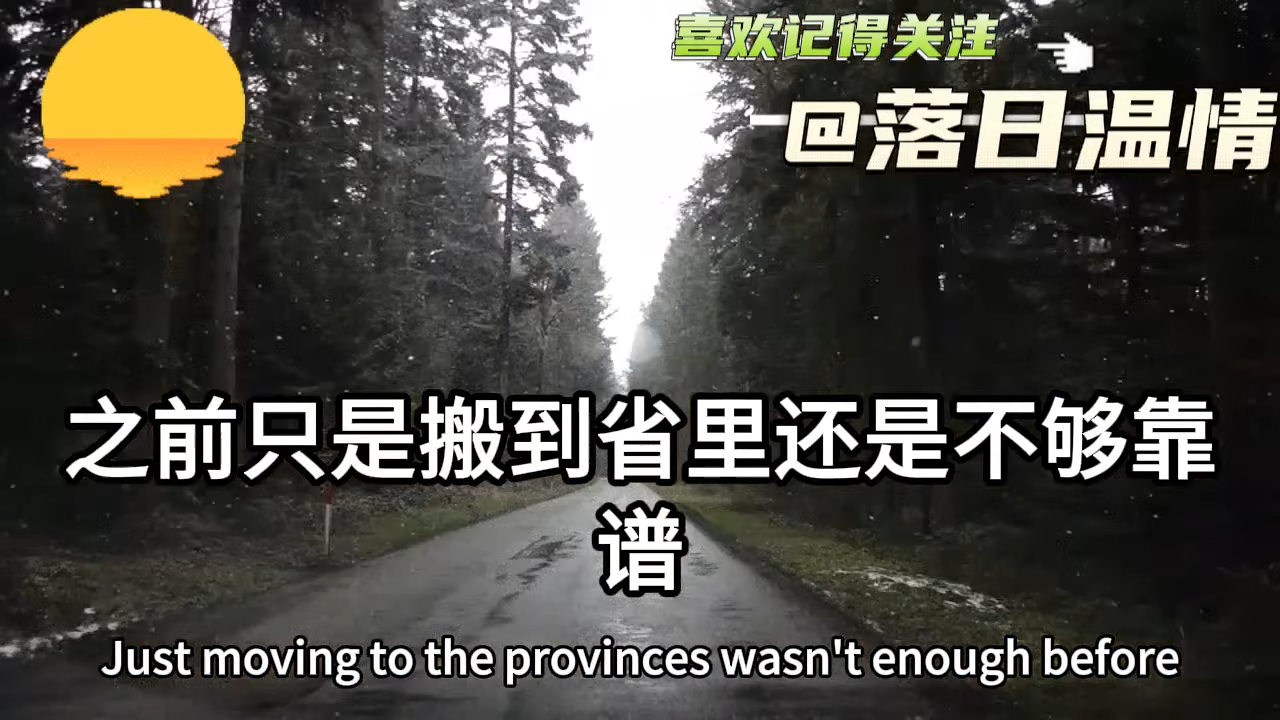 喜欢记得关注
@落日温情
之前只是搬到省里还是不够靠
谱
Just moving to the provinces wasn't enough before